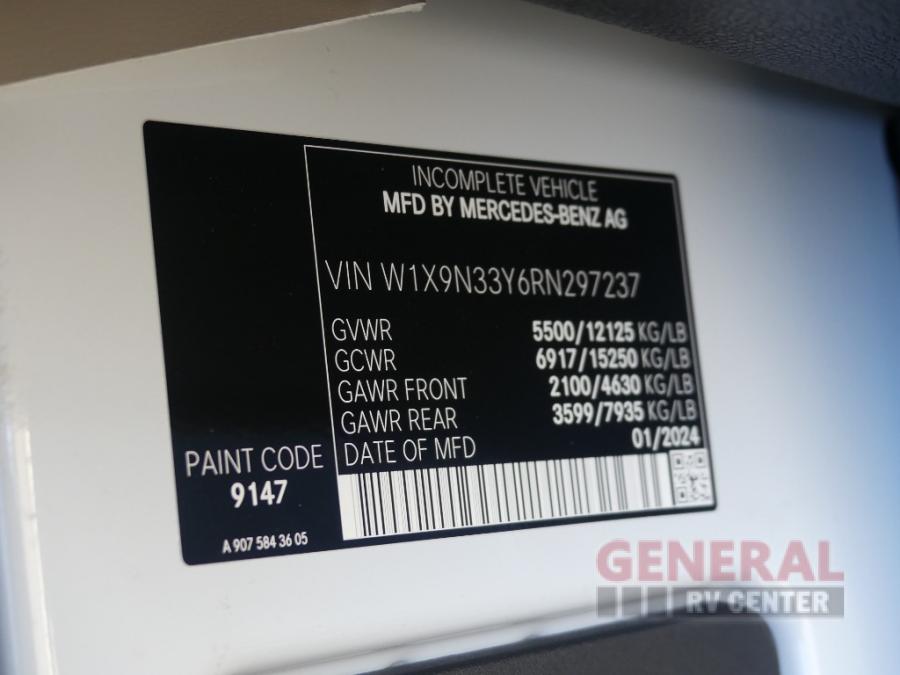 INCOMPLETE VEHICLE
MFD BY MERCEDES-BENZ AG
VIN W1X9N33Y6RN297237
GVWR 5500/12125 KG/LB
GCWR 6917/15250 KG/LB
GAWR FRONT 2100/4630 KG/LB
GAWR REAR 3599/7935 KG/LB
DATE OF MFD 01/2024
PAINT CODE
9147
A 907 584 36 05
GENERAL
RV CENTER